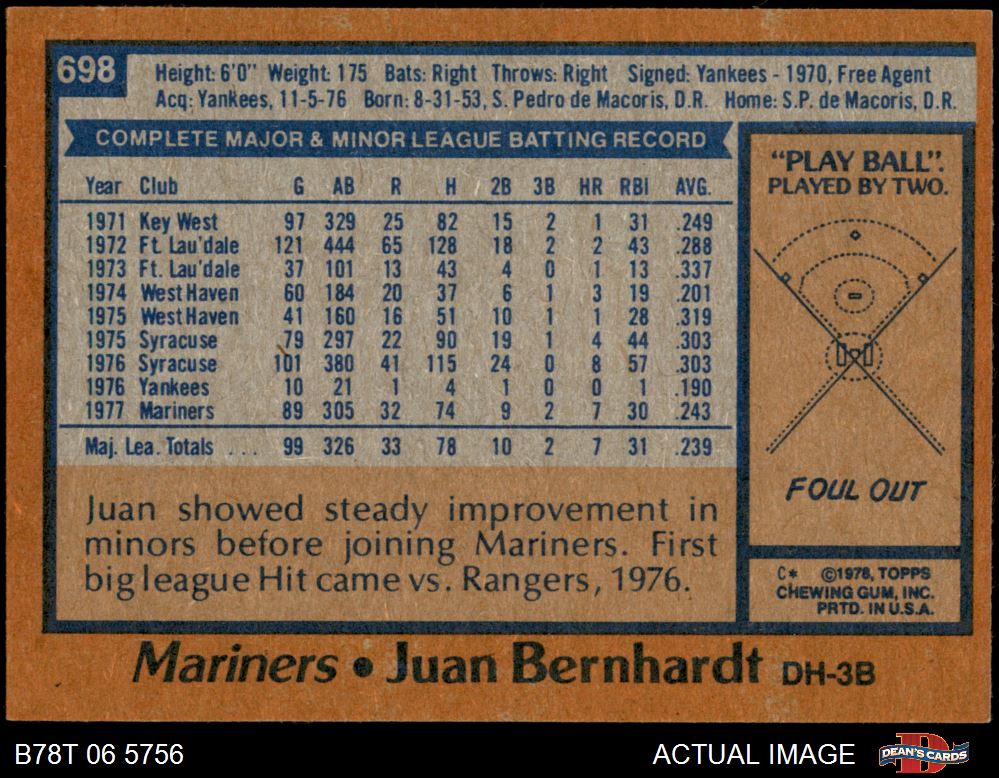 698
Height: 6'0" Weight: 175 Bats: Right Throws: Right Signed: Yankees - 1970, Free Agent
Acq: Yankees, 11-5-76 Born: 8-31-53, S. Pedro de Macoris, D.R. Home: S.P. de Macoris, D.R.
COMPLETE MAJOR & MINOR LEAGUE BATTING RECORD
Year Club G AB R H 2B 3B HR RBI AVG.
1971 Key West 97 329 25 82 15 2 1 31 .249
1972 Ft. Lau'dale 121 444 65 128 18 2 2 43 .288
1973 Ft. Lau'dale 37 101 13 43 4 0 1 13 .337
1974 West Haven 60 184 20 37 6 1 3 19 .201
1975 West Haven 41 160 16 51 10 1 1 28 .319
1975 Syracuse 79 297 22 90 19 1 4 44 .303
1976 Syracuse 101 380 41 115 24 0 8 57 .303
1976 Yankees 10 21 1 4 1 0 0 1 .190
1977 Mariners 89 305 32 74 9 2 7 30 .243
Maj. Lea. Totals . . . 99 326 33 78 10 2 7 31 .239
Juan showed steady improvement in
minors before joining Mariners. First
big league Hit came vs. Rangers, 1976.
"PLAY BALL".
PLAYED BY TWO.
FOUL OUT
C* ©1978, TOPPS
CHEWING GUM, INC.
PRTD. IN U.S.A.
Mariners • Juan Bernhardt DH-3B
B78T 06 5756
ACTUAL IMAGE
DEAN'S CARDS